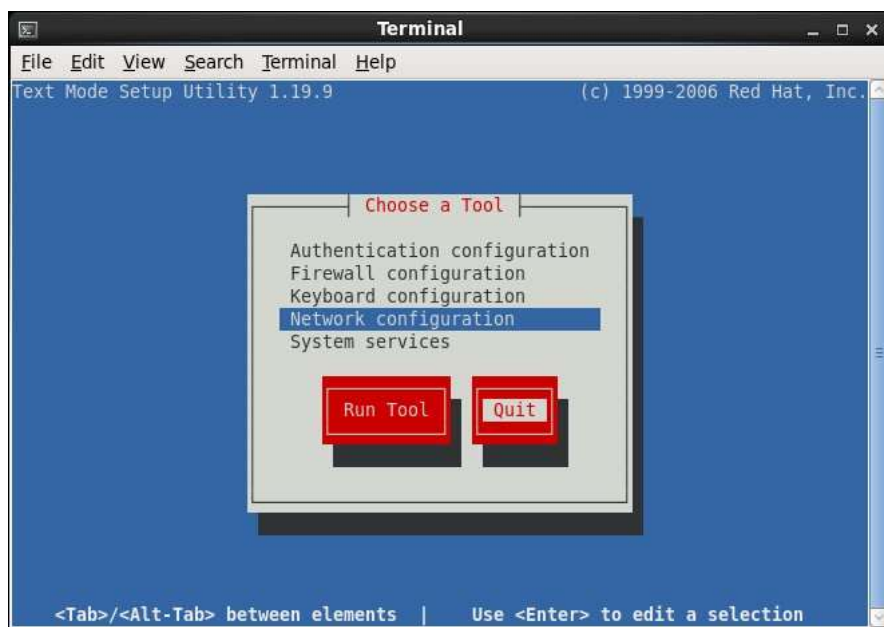 Terminal
File Edit View Search Terminal Help
Text Mode Setup Utility 1.19.9 (c) 1999-2006 Red Hat, Inc.
Choose a Tool
Authentication configuration
Firewall configuration
Keyboard configuration
Network configuration
System services
Run Tool Quit
<Tab>/<Alt-Tab> between elements | Use <Enter> to edit a selection